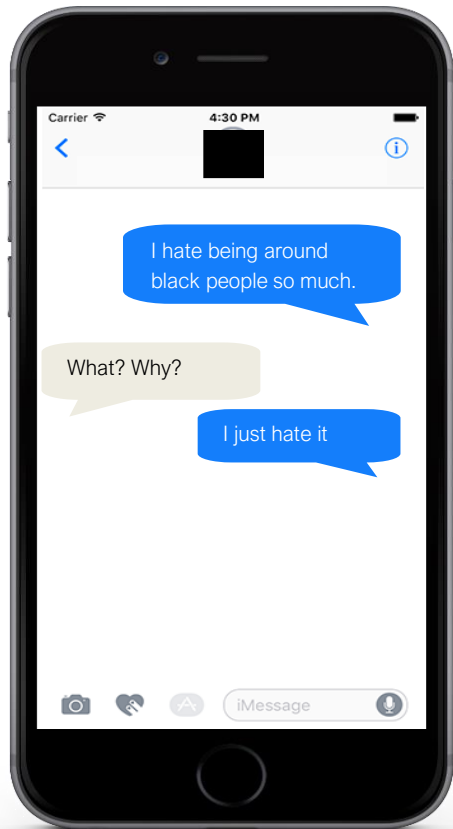 Carrier
4:30 PM
I hate being around
black people so much.
What? Why?
I just hate it
iMessage